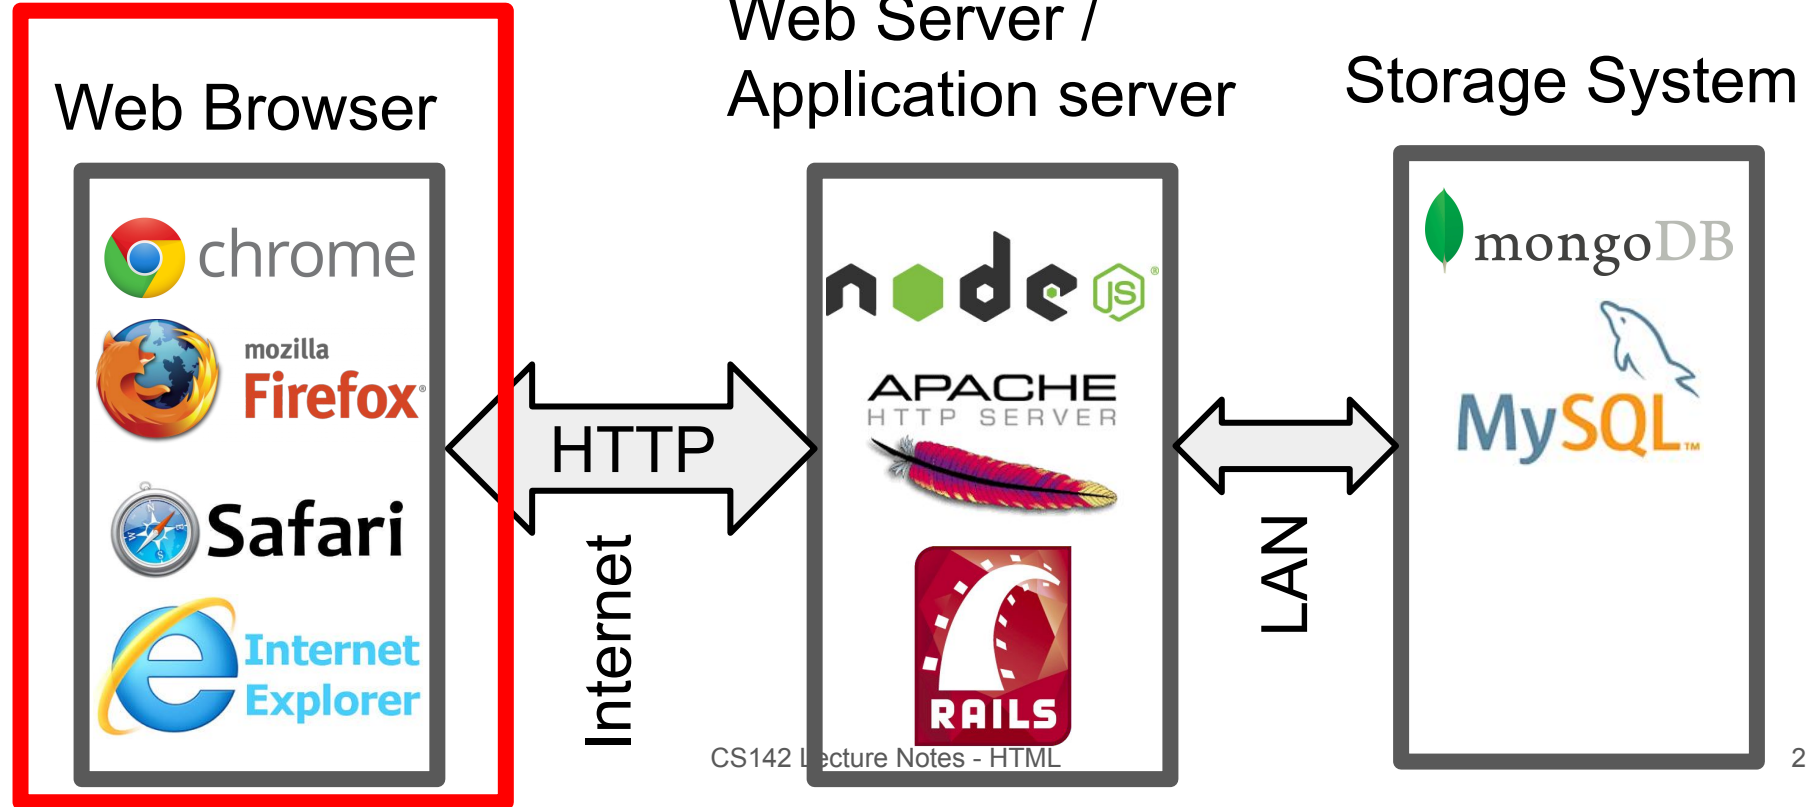 Web Server /
Application server
Web Browser
Storage System
chrome
mozilla
Firefox®
Safari
Internet
Explorer
HTTP
Internet
node JS®
APACHE
HTTP SERVER
RAILS
LAN
mongoDB
MySQL™
CS142 Lecture Notes - HTML
2